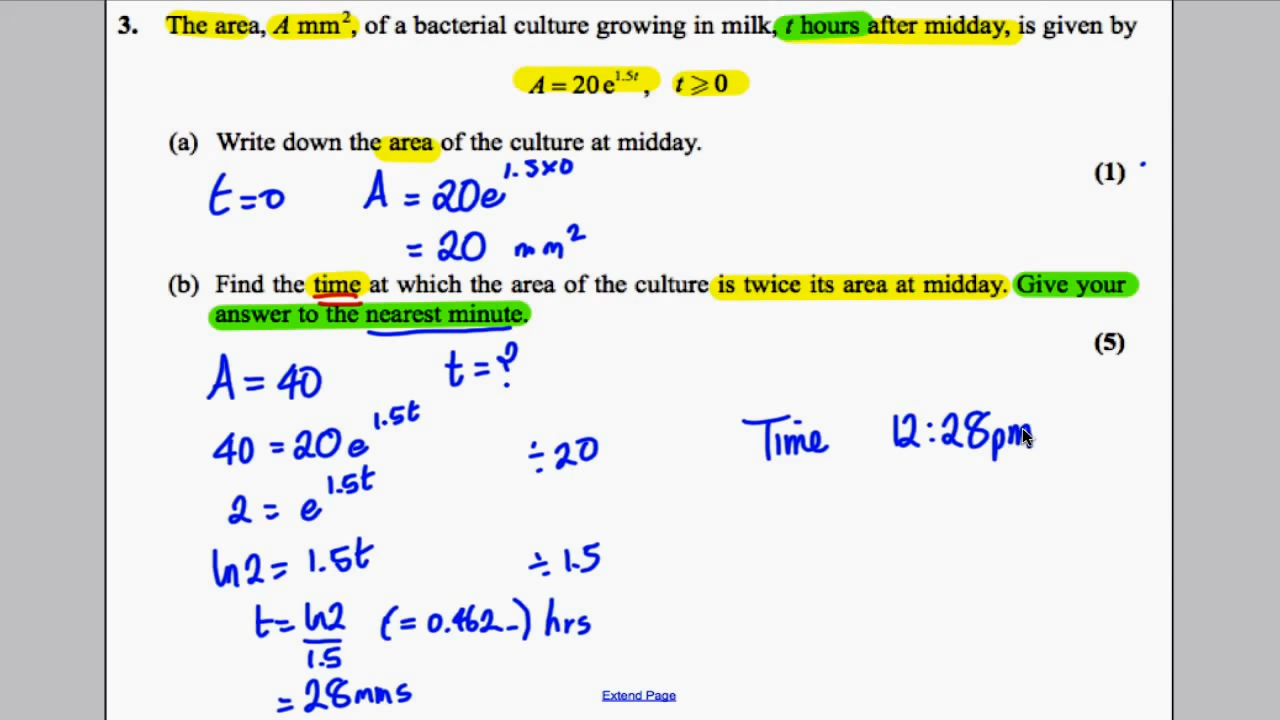 3. The area, A mm², of a bacterial culture growing in milk, t hours after midday, is given by
A = 20e^{1.5t}, t ⩾ 0
(a) Write down the area of the culture at midday.
(1)
t=0 A = 20e^{1.5×0}
= 20 mm²
(b) Find the time at which the area of the culture is twice its area at midday. Give your
answer to the nearest minute.
(5)
A = 40 t = ?
40 = 20e^{1.5t} ÷20
Time 12:28pm
2 = e^{1.5t}
ln2 = 1.5t ÷1.5
t = ln2/1.5 (= 0.462..) hrs
= 28mns
Extend Page